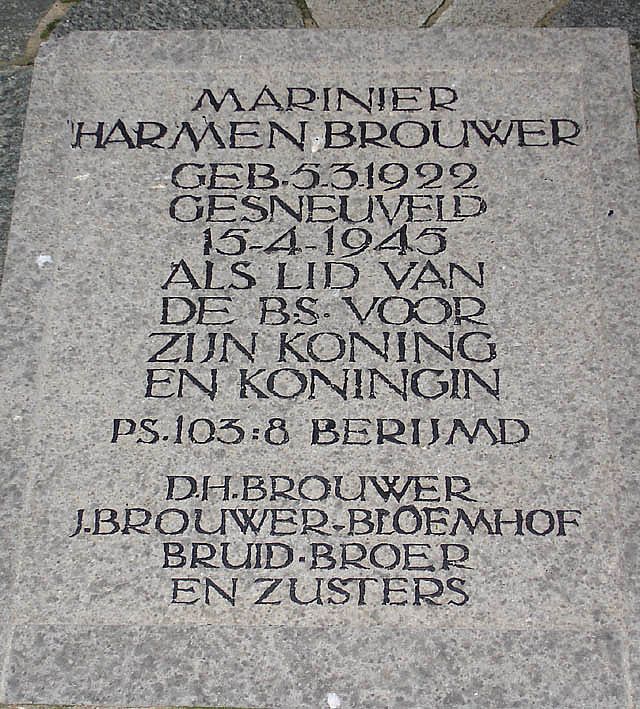 MARINIER
HARMEN BROUWER
GEB. 5.3.1922
GESNEUVELD
15-4-1945
ALS LID VAN
DE B.S. VOOR
ZIJN KONING
EN KONINGIN
PS. 103:8 BERIJMD
D.H. BROUWER
J. BROUWER-BLOEMHOF
BRUID·BROER
EN ZUSTERS